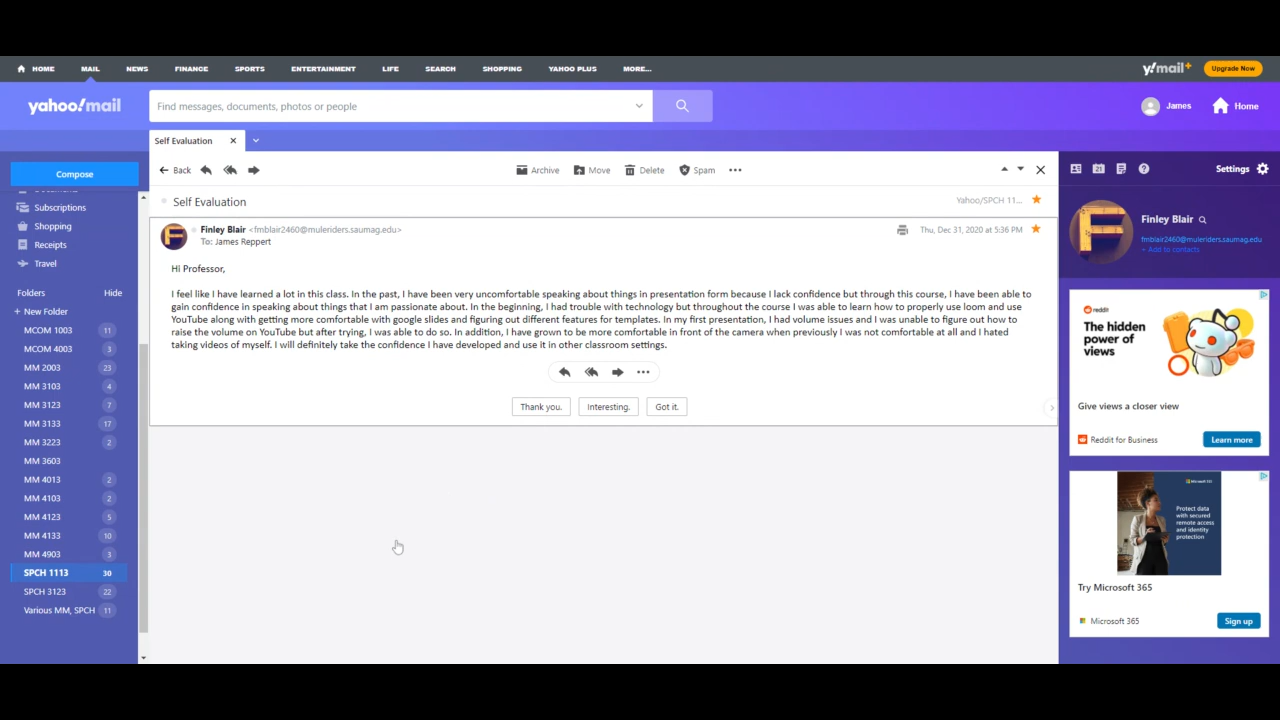 HOME MAIL NEWS FINANCE SPORTS ENTERTAINMENT LIFE SEARCH SHOPPING YAHOO PLUS MORE... y!mail+ Upgrade Now
yahoo!mail Find messages, documents, photos or people James Home
Self Evaluation
Compose
Back Archive Move Delete Spam Settings
Subscriptions
Shopping
Receipts
Travel
Folders Hide
+ New Folder
MCOM 1003 11
MCOM 4003 3
MM 2003 23
MM 3103 4
MM 3123 7
MM 3133 17
MM 3223 2
MM 3603
MM 4013 2
MM 4103 2
MM 4123 5
MM 4133 10
MM 4903 3
SPCH 1113 30
SPCH 3123 22
Various MM, SPCH 11
Self Evaluation Yahoo/SPCH 11...
Finley Blair <fmblair2460@muleriders.saumag.edu> Thu, Dec 31, 2020 at 5:36 PM
To: James Reppert
Hi Professor,
I feel like I have learned a lot in this class. In the past, I have been very uncomfortable speaking about things in presentation form because I lack confidence but through this course, I have been able to
gain confidence in speaking about things that I am passionate about. In the beginning, I had trouble with technology but throughout the course I was able to learn how to properly use loom and use
YouTube along with getting more comfortable with google slides and figuring out different features for templates. In my first presentation, I had volume issues and I was unable to figure out how to
raise the volume on YouTube but after trying, I was able to do so. In addition, I have grown to be more comfortable in front of the camera when previously I was not comfortable at all and I hated
taking videos of myself. I will definitely take the confidence I have developed and use it in other classroom settings.
Thank you. Interesting. Got it.
F
Finley Blair
fmblair2460@muleriders.saumag.edu
+ Add to contacts
reddit
The hidden
power of
views
Give views a closer view
Reddit for Business Learn more
Microsoft 365
Protect data
with secured
remote access
and identity
protection
Try Microsoft 365
Microsoft 365 Sign up